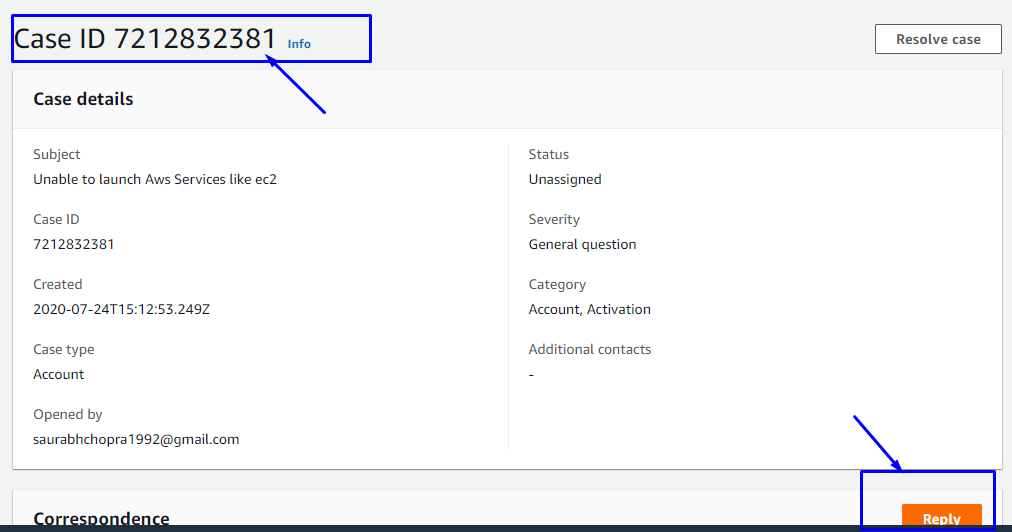 Case ID 7212832381 Info
Resolve case
Case details
Subject
Unable to launch Aws Services like ec2
Case ID
7212832381
Created
2020-07-24T15:12:53.249Z
Case type
Account
Opened by
saurabhchopra1992@gmail.com
Status
Unassigned
Severity
General question
Category
Account, Activation
Additional contacts
-
Correspondence
Reply